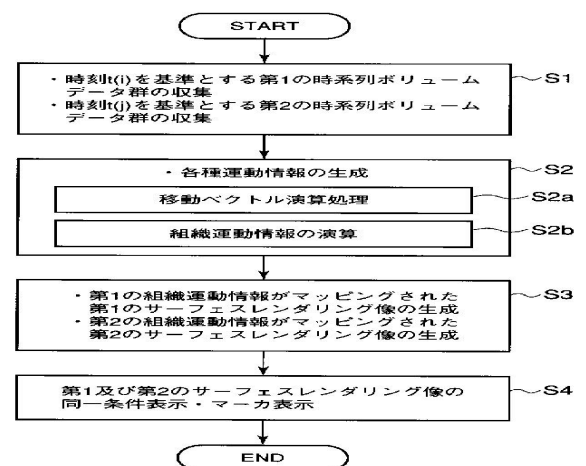 START
・時刻t(i)を基準とする第1の時系列ボリューム
データ群の収集
・時刻t(j)を基準とする第2の時系列ボリューム
データ群の収集
S1
・各種運動情報の生成
S2
移動ベクトル演算処理
S2a
組織運動情報の演算
S2b
・第1の組織運動情報がマッピングされた
第1のサーフェスレンダリング像の生成
・第2の組織運動情報がマッピングされた
第2のサーフェスレンダリング像の生成
S3
第1及び第2のサーフェスレンダリング像の
同一条件表示・マーカ表示
S4
END